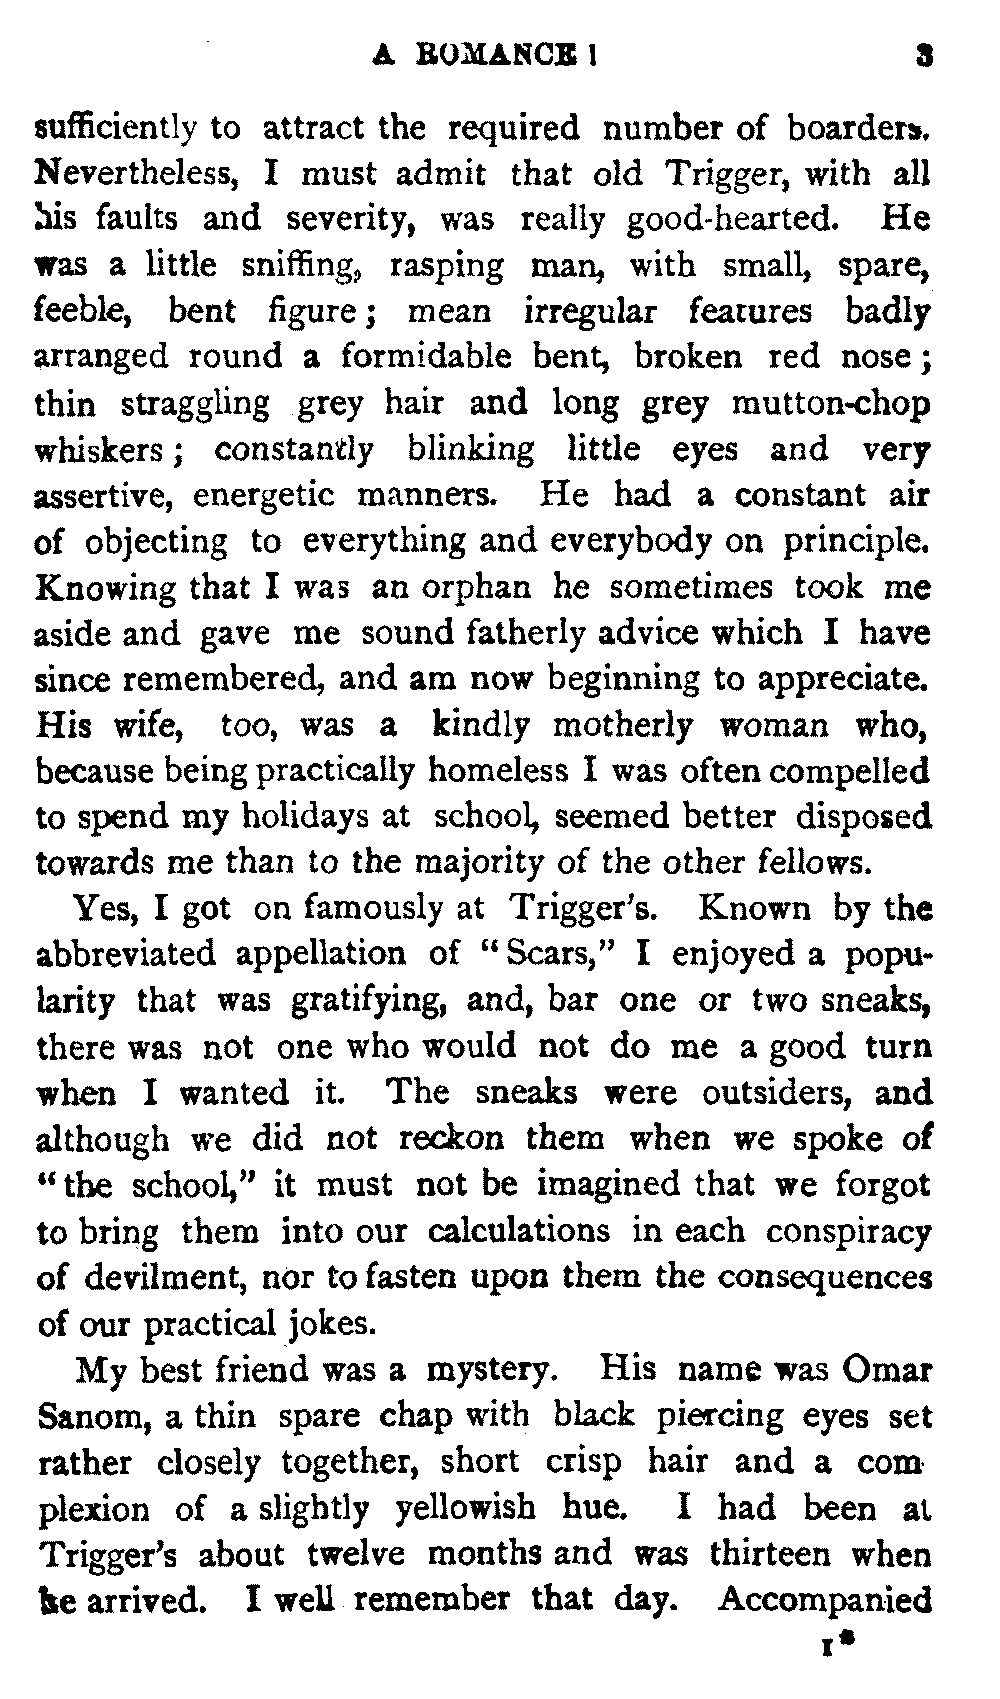 A ROMANCE 1 3
sufficiently to attract the required number of boarders.
Nevertheless, I must admit that old Trigger, with all
his faults and severity, was really good-hearted. He
was a little sniffing, rasping man, with small, spare,
feeble, bent figure; mean irregular features badly
arranged round a formidable bent, broken red nose;
thin straggling grey hair and long grey mutton-chop
whiskers; constantly blinking little eyes and very
assertive, energetic manners. He had a constant air
of objecting to everything and everybody on principle.
Knowing that I was an orphan he sometimes took me
aside and gave me sound fatherly advice which I have
since remembered, and am now beginning to appreciate.
His wife, too, was a kindly motherly woman who,
because being practically homeless I was often compelled
to spend my holidays at school, seemed better disposed
towards me than to the majority of the other fellows.
Yes, I got on famously at Trigger's. Known by the
abbreviated appellation of "Scars," I enjoyed a popu-
larity that was gratifying, and, bar one or two sneaks,
there was not one who would not do me a good turn
when I wanted it. The sneaks were outsiders, and
although we did not reckon them when we spoke of
"the school," it must not be imagined that we forgot
to bring them into our calculations in each conspiracy
of devilment, nor to fasten upon them the consequences
of our practical jokes.
My best friend was a mystery. His name was Omar
Sanom, a thin spare chap with black piercing eyes set
rather closely together, short crisp hair and a com-
plexion of a slightly yellowish hue. I had been at
Trigger's about twelve months and was thirteen when
he arrived. I well remember that day. Accompanied
1*